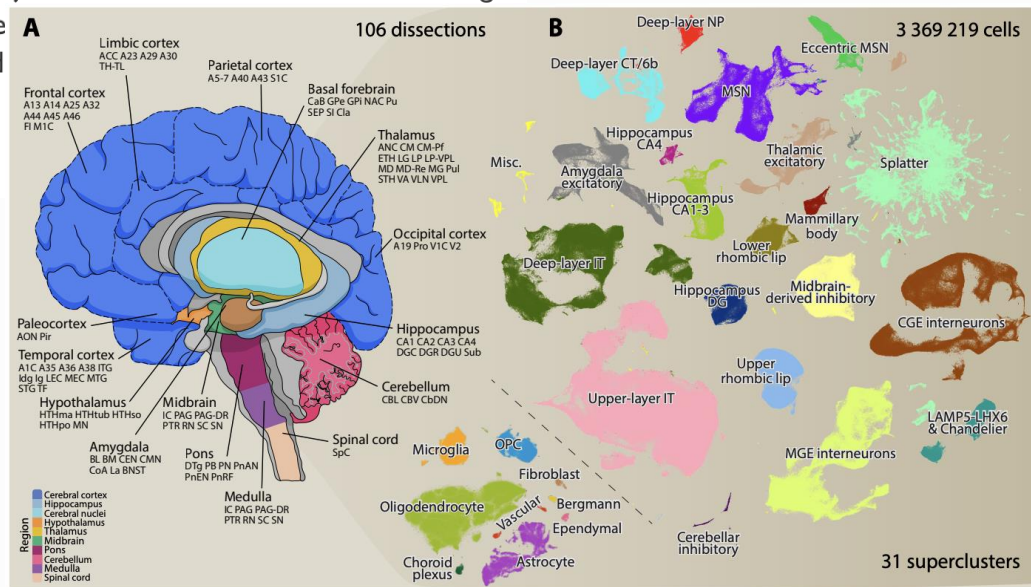 A
106 dissections
Limbic cortex
ACC A23 A29 A30
TH-TL
Parietal cortex
A5-7 A40 A43 S1C
Frontal cortex
A13 A14 A25 A32
A44 A45 A46
FI M1C
Basal forebrain
CaB GPe GPi NAC Pu
SEP SI Cla
Thalamus
ANC CM CM-Pf
ETH LG LP LP-VPL
MD MD-Re MG Pul
STH VA VLN VPL
Occipital cortex
A19 Pro V1C V2
Paleocortex
AON Pir
Temporal cortex
A1C A35 A36 A38 ITG
Idg Ig LEC MEC MTG
STG TF
Hypothalamus
HTHma HTHtub HTHso
HTHpo MN
Amygdala
BL BM CEN CMN
CoA La BNST
Midbrain
IC PAG PAG-DR
PTR RN SC SN
Pons
DTg PB PN PnAN
PnEN PnRF
Medulla
IC PAG PAG-DR
PTR RN SC SN
Hippocampus
CA1 CA2 CA3 CA4
DGC DGR DGU Sub
Cerebellum
CBL CBV CbDN
Spinal cord
SpC
Region
Cerebral cortex
Hippocampus
Cerebral nuclei
Hypothalamus
Thalamus
Midbrain
Pons
Cerebellum
Medulla
Spinal cord
B
3 369 219 cells
Deep-layer NP
Eccentric MSN
Deep-layer CT/6b
MSN
Hippocampus
CA4
Thalamic
excitatory
Splatter
Misc.
Amygdala
excitatory
Hippocampus
CA1-3
Mammillary
body
Lower
rhombic lip
Deep-layer IT
Hippocampus
DG
Midbrain-
derived inhibitory
CGE interneurons
Upper-layer IT
Upper
rhombic lip
LAMP5-LHX6
& Chandelier
MGE interneurons
Microglia
OPC
Fibroblast
Oligodendrocyte
Vascular
Bergmann
Ependymal
Choroid
plexus
Astrocyte
Cerebellar
inhibitory
31 superclusters